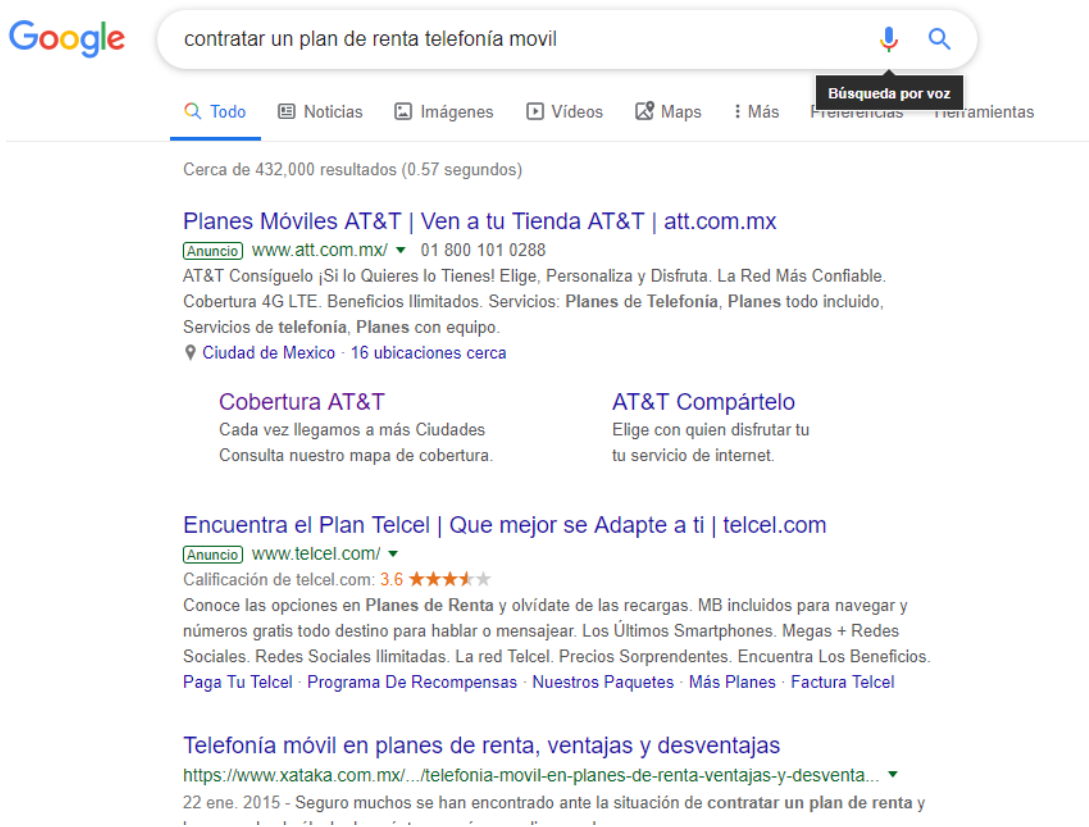 Google
contratar un plan de renta telefonía movil
Búsqueda por voz
Todo Noticias Imágenes Vídeos Maps Más Preferencias Herramientas
Cerca de 432,000 resultados (0.57 segundos)
Planes Móviles AT&T | Ven a tu Tienda AT&T | att.com.mx
Anuncio www.att.com.mx/ 01 800 101 0288
AT&T Consíguelo ¡Si lo Quieres lo Tienes! Elige, Personaliza y Disfruta. La Red Más Confiable.
Cobertura 4G LTE. Beneficios Ilimitados. Servicios: Planes de Telefonía, Planes todo incluido,
Servicios de telefonía, Planes con equipo.
Ciudad de Mexico · 16 ubicaciones cerca
Cobertura AT&T
Cada vez llegamos a más Ciudades
Consulta nuestro mapa de cobertura.
AT&T Compártelo
Elige con quien disfrutar tu
tu servicio de internet.
Encuentra el Plan Telcel | Que mejor se Adapte a ti | telcel.com
Anuncio www.telcel.com/
Calificación de telcel.com: 3.6
Conoce las opciones en Planes de Renta y olvídate de las recargas. MB incluidos para navegar y
números gratis todo destino para hablar o mensajear. Los Últimos Smartphones. Megas + Redes
Sociales. Redes Sociales Ilimitadas. La red Telcel. Precios Sorprendentes. Encuentra Los Beneficios.
Paga Tu Telcel · Programa De Recompensas · Nuestros Paquetes · Más Planes · Factura Telcel
Telefonía móvil en planes de renta, ventajas y desventajas
https://www.xataka.com.mx/.../telefonia-movil-en-planes-de-renta-ventajas-y-desventa...
22 ene. 2015 - Seguro muchos se han encontrado ante la situación de contratar un plan de renta y